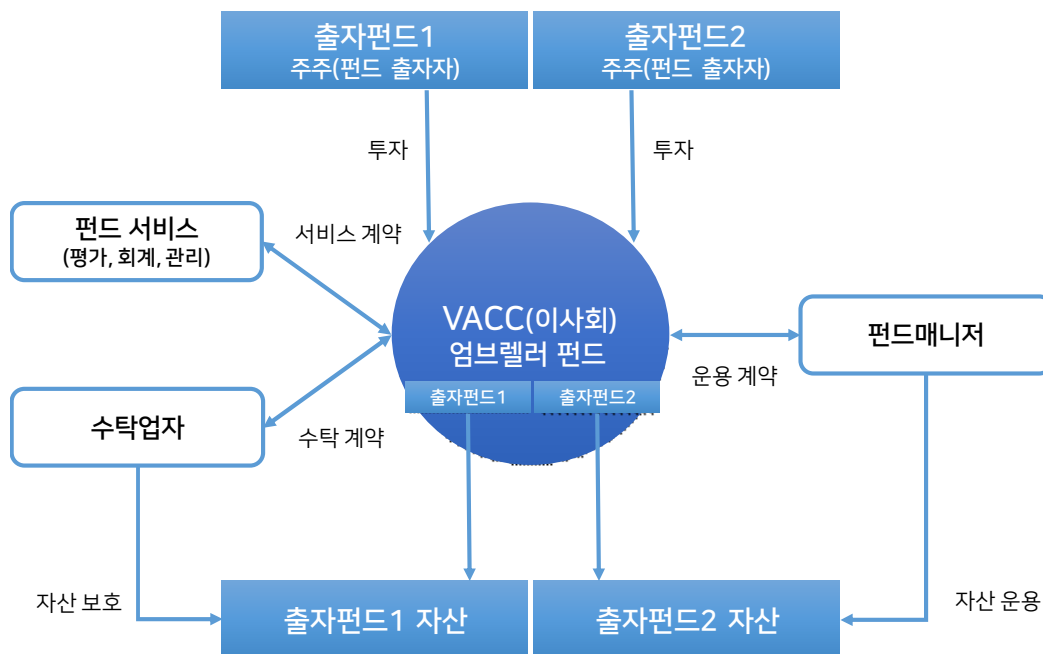 출자펀드1
주주(펀드 출자자)
출자펀드2
주주(펀드 출자자)
투자
투자
펀드 서비스
(평가, 회계, 관리)
서비스 계약
VACC(이사회)
엄브렐러 펀드
펀드매니저
운용 계약
출자펀드1
출자펀드2
수탁업자
수탁 계약
자산 보호
출자펀드1 자산
출자펀드2 자산
자산 운용